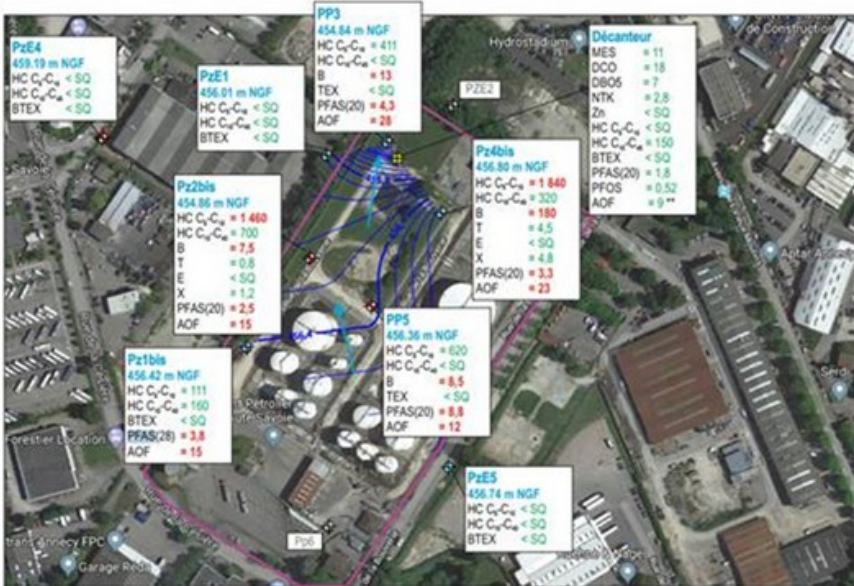 PzE4
459.19 m NGF
HC C₅-C₁₀ < SQ
HC C₁₀-C₄₀ < SQ
BTEX < SQ
PzE1
456.01 m NGF
HC C₅-C₁₀ < SQ
HC C₁₀-C₄₀ < SQ
BTEX < SQ
PP3
454.84 m NGF
HC C₅-C₁₀ = 411
B = 13
TEX < SQ
PFAS(20) = 4,3
AOF = 28
Hydrostadium
PZE2
Décanteur
MES = 11
DCO = 18
DBO5 = 7
NTK = 2,8
Zn < SQ
HC C₅-C₁₀ < SQ
HC C₁₀-C₄₀ = 150
BTEX < SQ
PFAS(20) = 1,8
PFOS = 0,52
AOF = 9 **
de Construction
Savoie
Pz2bis
454.86 m NGF
HC C₅-C₁₀ = 1 460
HC C₁₀-C₄₀ = 700
B = 7,5
T = 0,8
E < SQ
X = 1,2
PFAS(20) = 2,5
AOF = 15
Pz4bis
456.80 m NGF
HC C₅-C₁₀ = 1 840
HC C₁₀-C₄₀ = 320
B = 180
T = 4,5
E < SQ
X = 4,8
PFAS(20) = 3,3
AOF = 23
Pz1bis
456.42 m NGF
HC C₅-C₁₀ = 111
HC C₁₀-C₄₀ = 160
BTEX < SQ
PFAS(28) = 3,8
AOF = 15
PP5
456.36 m NGF
HC C₅-C₁₀ = 620
HC C₁₀-C₄₀ < SQ
B = 8,5
TEX < SQ
PFAS(20) = 8,8
AOF = 12
Forestier Location
PzE5
456.74 m NGF
HC C₅-C₁₀ < SQ
HC C₁₀-C₄₀ < SQ
BTEX < SQ
Pp6
trans Annecy FPC
Garage Reda